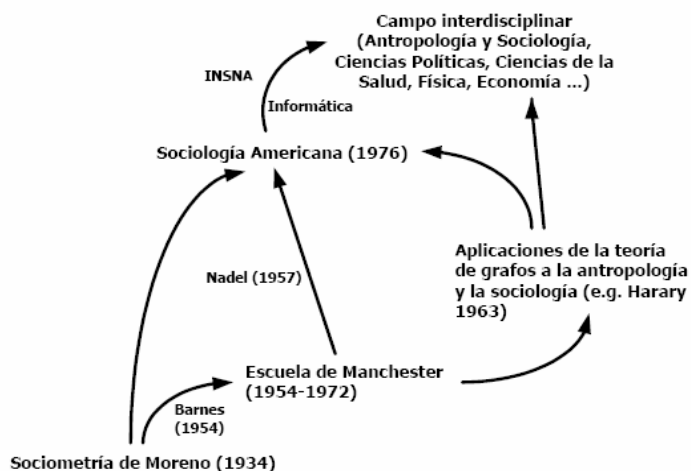 Campo interdisciplinar
(Antropología y Sociología,
Ciencias Políticas, Ciencias de la
Salud, Física, Economía ...)
INSNA
Informática
Sociología Americana (1976)
Aplicaciones de la teoría
de grafos a la antropología
y la sociología (e.g. Harary
1963)
Nadel (1957)
Escuela de Manchester
(1954-1972)
Barnes
(1954)
Sociometría de Moreno (1934)